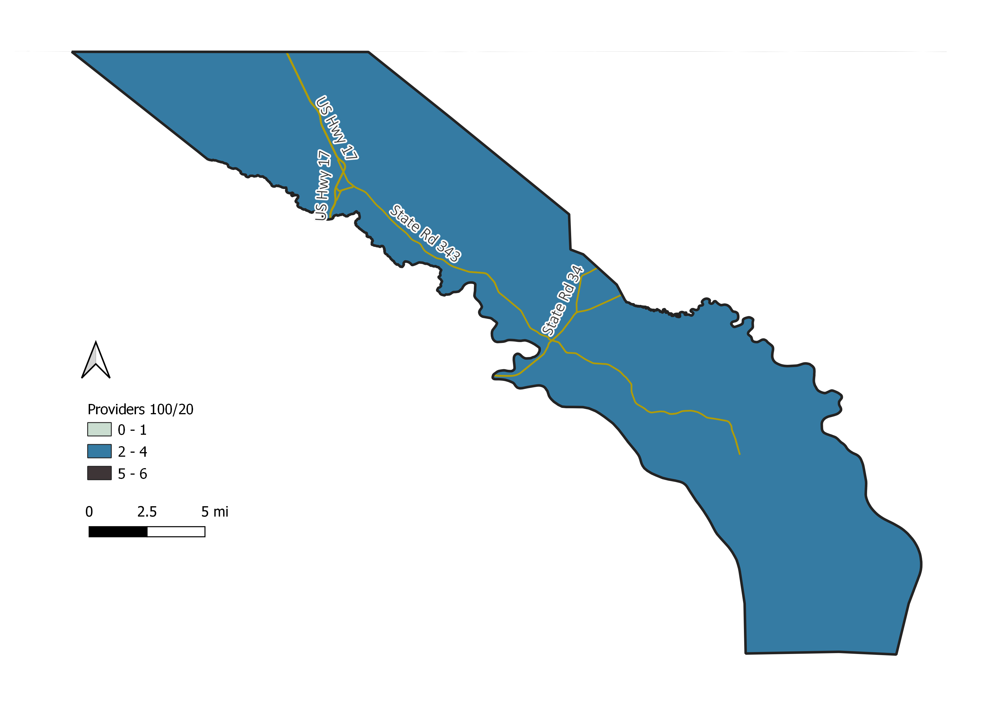 US Hwy 17
US Hwy 17
State Rd 343
State Rd 34
Providers 100/20
0 - 1
2 - 4
5 - 6
0 2.5 5 mi